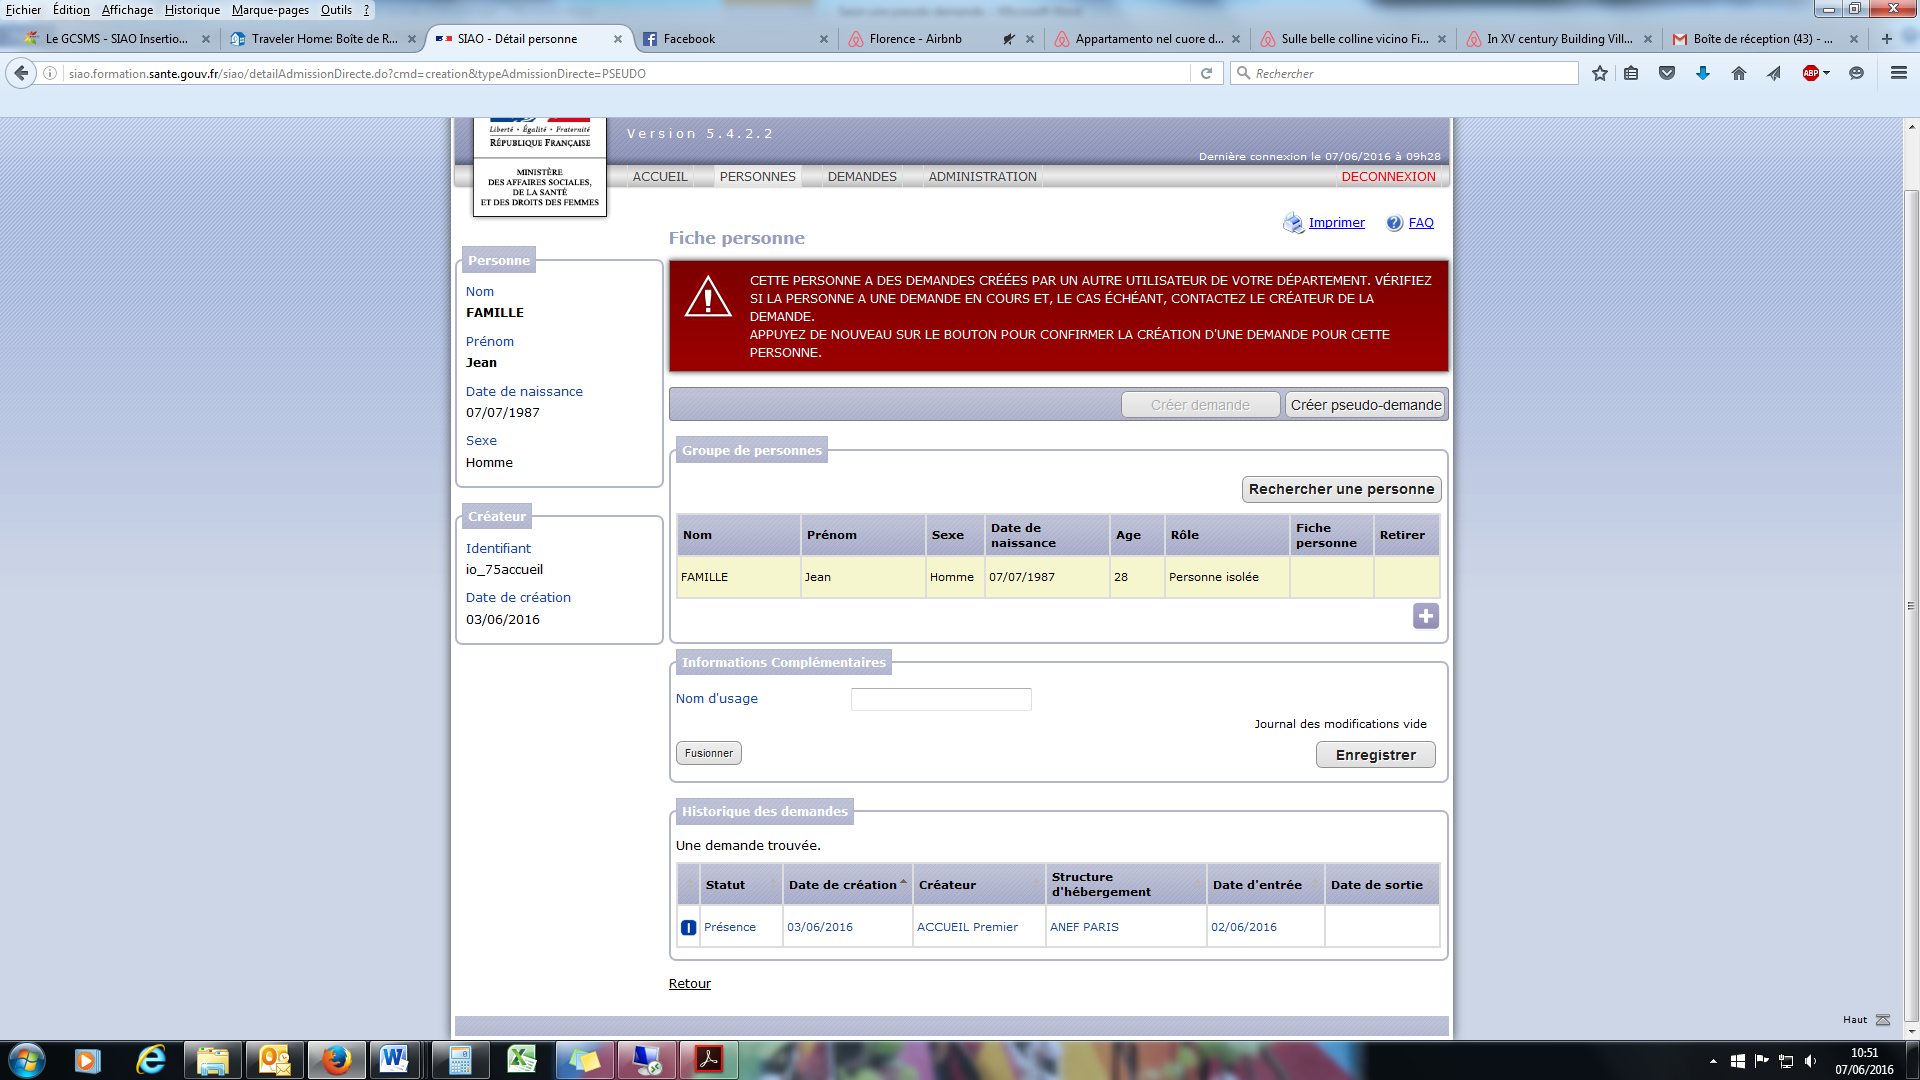 Fichier Édition Affichage Historique Marque-pages Outils ?
Le GCSMS - SIAO Insertio...
Traveler Home: Boîte de R...
SIAO - Détail personne
Facebook
Florence - Airbnb
Appartamento nel cuore d...
Sulle belle colline vicino Fi...
In XV century Building Vill...
Boîte de réception (43) - ...
siao.formation.sante.gouv.fr/siao/detailAdmissionDirecte.do?cmd=creation&typeAdmissionDirecte=PSEUDO
Rechercher
ABP
Liberté • Égalité • Fraternité
RÉPUBLIQUE FRANÇAISE
MINISTÈRE
DES AFFAIRES SOCIALES,
DE LA SANTÉ
ET DES DROITS DES FEMMES
Version 5.4.2.2
Dernière connexion le 07/06/2016 à 09h28
ACCUEIL PERSONNES DEMANDES ADMINISTRATION DECONNEXION
Imprimer FAQ
Fiche personne
Personne
Nom
FAMILLE
Prénom
Jean
Date de naissance
07/07/1987
Sexe
Homme
Créateur
Identifiant
io_75accueil
Date de création
03/06/2016
CETTE PERSONNE A DES DEMANDES CRÉÉES PAR UN AUTRE UTILISATEUR DE VOTRE DÉPARTEMENT. VÉRIFIEZ
SI LA PERSONNE A UNE DEMANDE EN COURS ET, LE CAS ÉCHÉANT, CONTACTEZ LE CRÉATEUR DE LA
DEMANDE.
APPUYEZ DE NOUVEAU SUR LE BOUTON POUR CONFIRMER LA CRÉATION D'UNE DEMANDE POUR CETTE
PERSONNE.
Créer demande Créer pseudo-demande
Groupe de personnes
Rechercher une personne
Nom Prénom Sexe Date de naissance Age Rôle Fiche personne Retirer
FAMILLE Jean Homme 07/07/1987 28 Personne isolée
Informations Complémentaires
Nom d'usage
Journal des modifications vide
Fusionner Enregistrer
Historique des demandes
Une demande trouvée.
Statut Date de création Créateur Structure d'hébergement Date d'entrée Date de sortie
I Présence 03/06/2016 ACCUEIL Premier ANEF PARIS 02/06/2016
Retour
Haut
10:51
07/06/2016